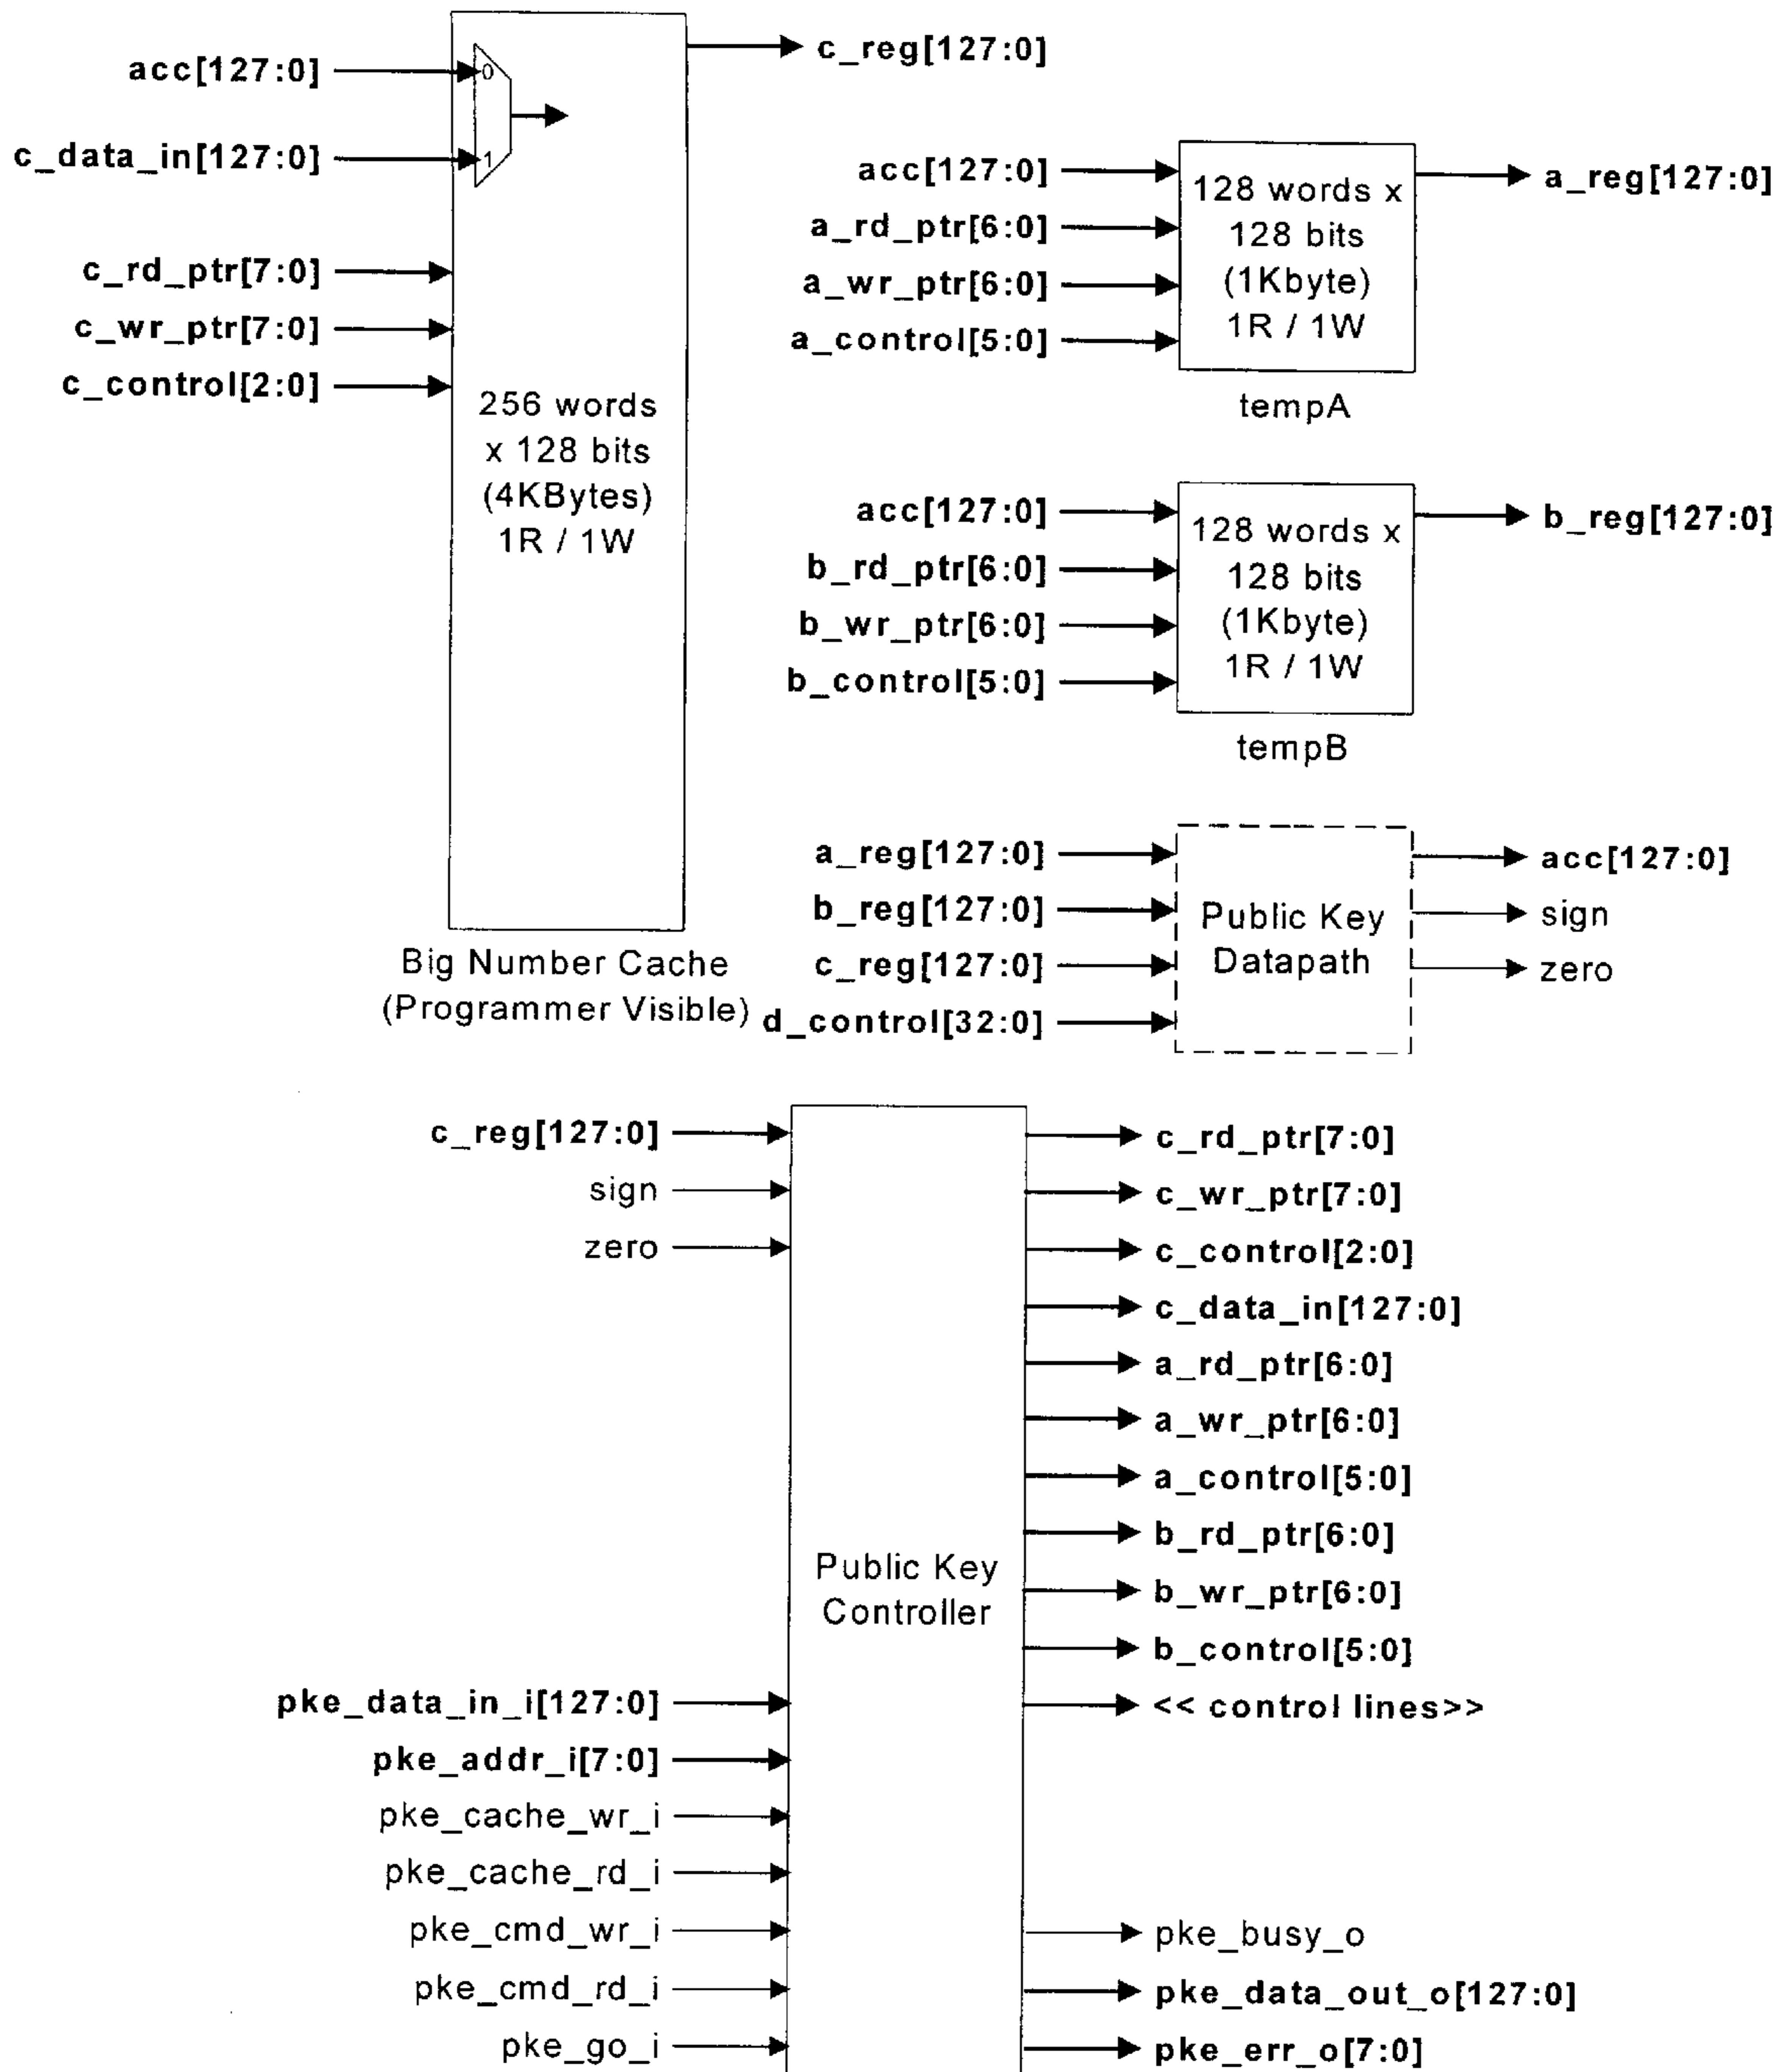 acc[127:0]
0
c_reg[127:0]
c_data_in[127:0]
1
c_rd_ptr[7:0]
c_wr_ptr[7:0]
c_control[2:0]
256 words
x 128 bits
(4KBytes)
1R / 1W
Big Number Cache
(Programmer Visible)
acc[127:0]
a_rd_ptr[6:0]
a_wr_ptr[6:0]
a_control[5:0]
128 words x
128 bits
(1Kbyte)
1R / 1W
a_reg[127:0]
tempA
acc[127:0]
b_rd_ptr[6:0]
b_wr_ptr[6:0]
b_control[5:0]
128 words x
128 bits
(1Kbyte)
1R / 1W
b_reg[127:0]
tempB
a_reg[127:0]
b_reg[127:0]
c_reg[127:0]
d_control[32:0]
Public Key
Datapath
acc[127:0]
sign
zero
c_reg[127:0]
sign
zero
pke_data_in_i[127:0]
pke_addr_i[7:0]
pke_cache_wr_i
pke_cache_rd_i
pke_cmd_wr_i
pke_cmd_rd_i
pke_go_i
Public Key
Controller
c_rd_ptr[7:0]
c_wr_ptr[7:0]
c_control[2:0]
c_data_in[127:0]
a_rd_ptr[6:0]
a_wr_ptr[6:0]
a_control[5:0]
b_rd_ptr[6:0]
b_wr_ptr[6:0]
b_control[5:0]
<< control lines>>
pke_busy_o
pke_data_out_o[127:0]
pke_err_o[7:0]